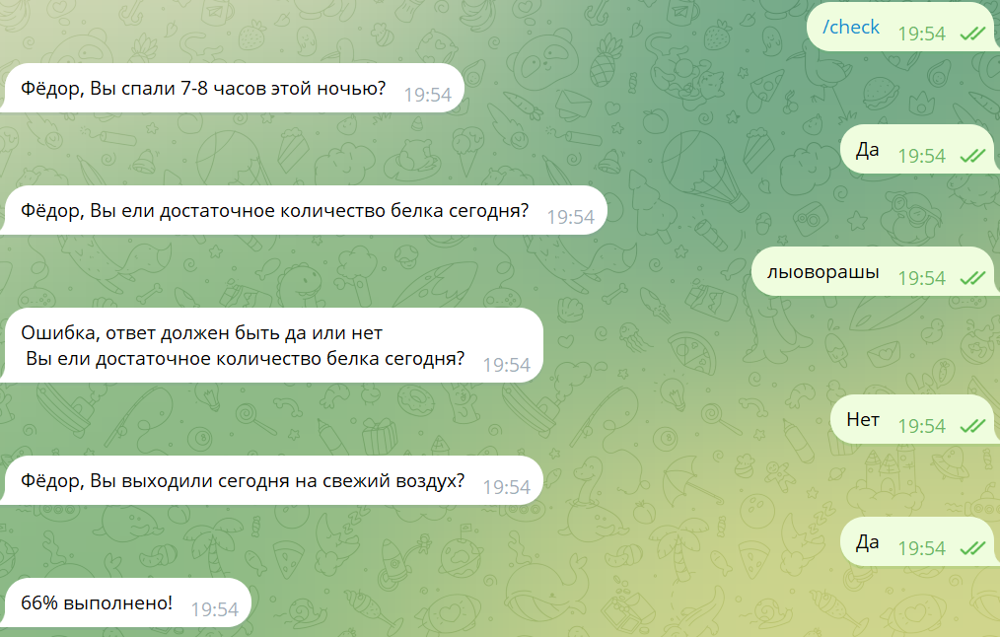 /check 19:54
Фёдор, Вы спали 7-8 часов этой ночью? 19:54
Да 19:54
Фёдор, Вы ели достаточное количество белка сегодня? 19:54
лыоворашы 19:54
Ошибка, ответ должен быть да или нет
Вы ели достаточное количество белка сегодня? 19:54
Нет 19:54
Фёдор, Вы выходили сегодня на свежий воздух? 19:54
Да 19:54
66% выполнено! 19:54